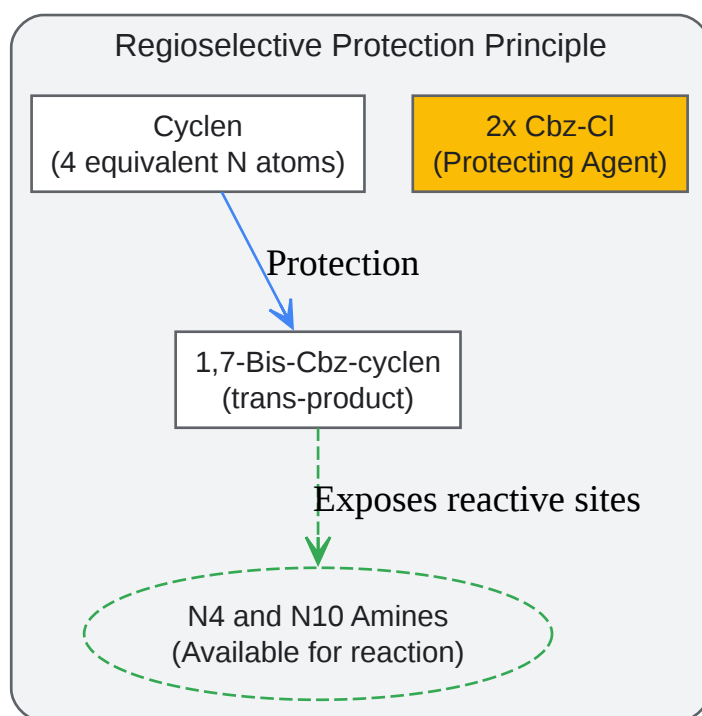 Regioselective Protection Principle
Cyclen
(4 equivalent N atoms)
2x Cbz-Cl
(Protecting Agent)
Protection
1,7-Bis-Cbz-cyclen
(trans-product)
Exposes reactive sites
N4 and N10 Amines
(Available for reaction)